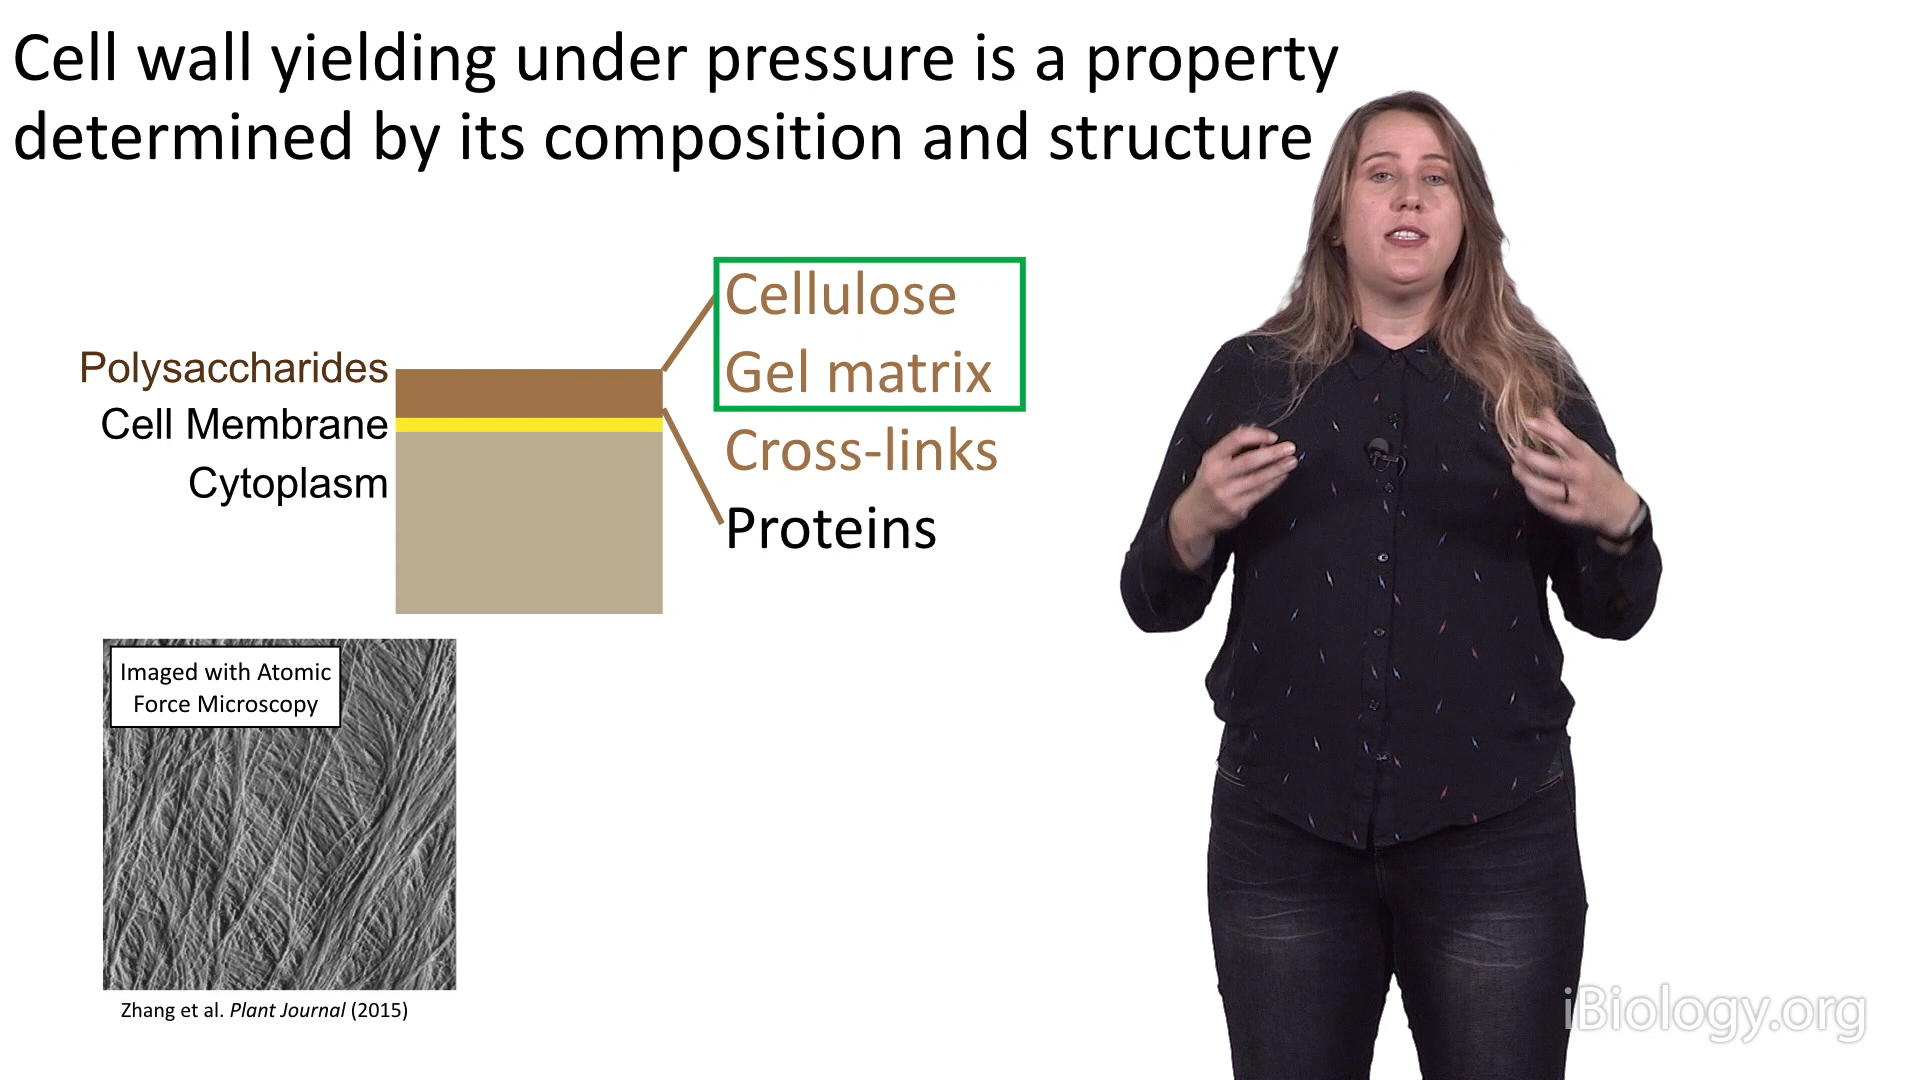 Cell wall yielding under pressure is a property
determined by its composition and structure
Polysaccharides
Cell Membrane
Cytoplasm
Cellulose
Gel matrix
Cross-links
Proteins
Imaged with Atomic
Force Microscopy
Zhang et al. Plant Journal (2015)
iBiology.org